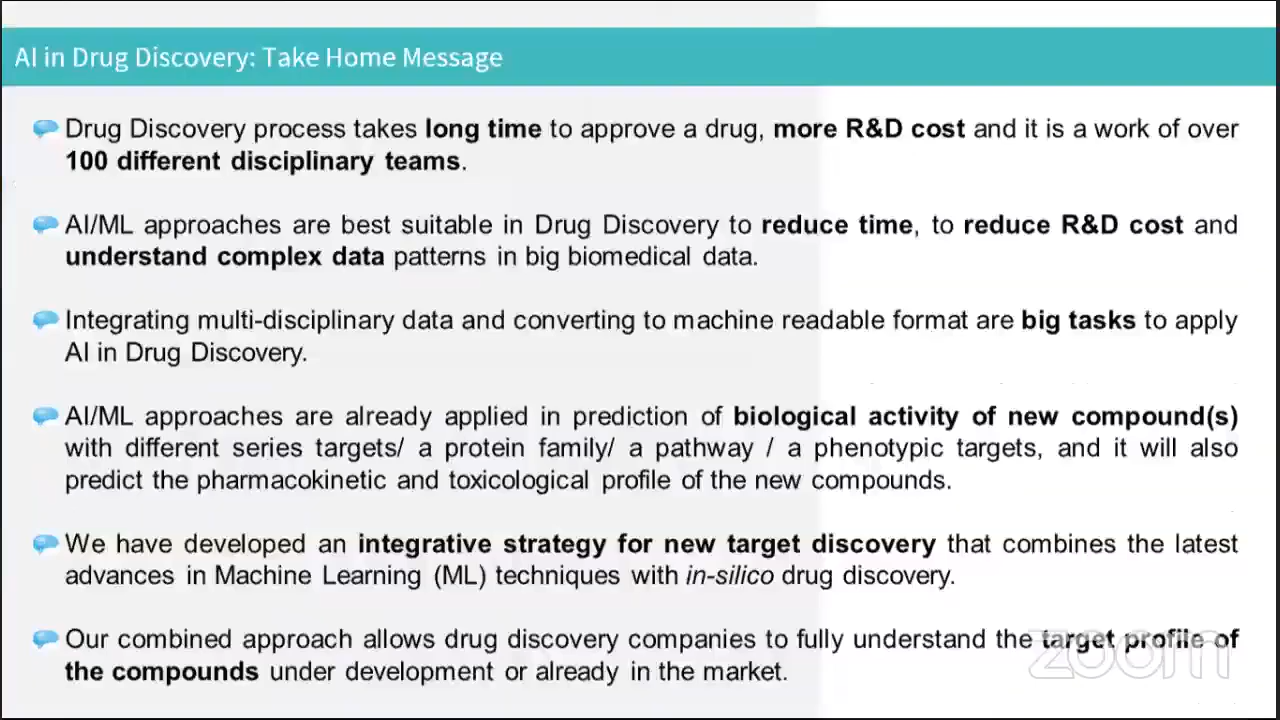 AI in Drug Discovery: Take Home Message
Drug Discovery process takes long time to approve a drug, more R&D cost and it is a work of over
100 different disciplinary teams.
AI/ML approaches are best suitable in Drug Discovery to reduce time, to reduce R&D cost and
understand complex data patterns in big biomedical data.
Integrating multi-disciplinary data and converting to machine readable format are big tasks to apply
AI in Drug Discovery.
AI/ML approaches are already applied in prediction of biological activity of new compound(s)
with different series targets/ a protein family/ a pathway / a phenotypic targets, and it will also
predict the pharmacokinetic and toxicological profile of the new compounds.
We have developed an integrative strategy for new target discovery that combines the latest
advances in Machine Learning (ML) techniques with in-silico drug discovery.
Our combined approach allows drug discovery companies to fully understand the target profile of
the compounds under development or already in the market.
zoom